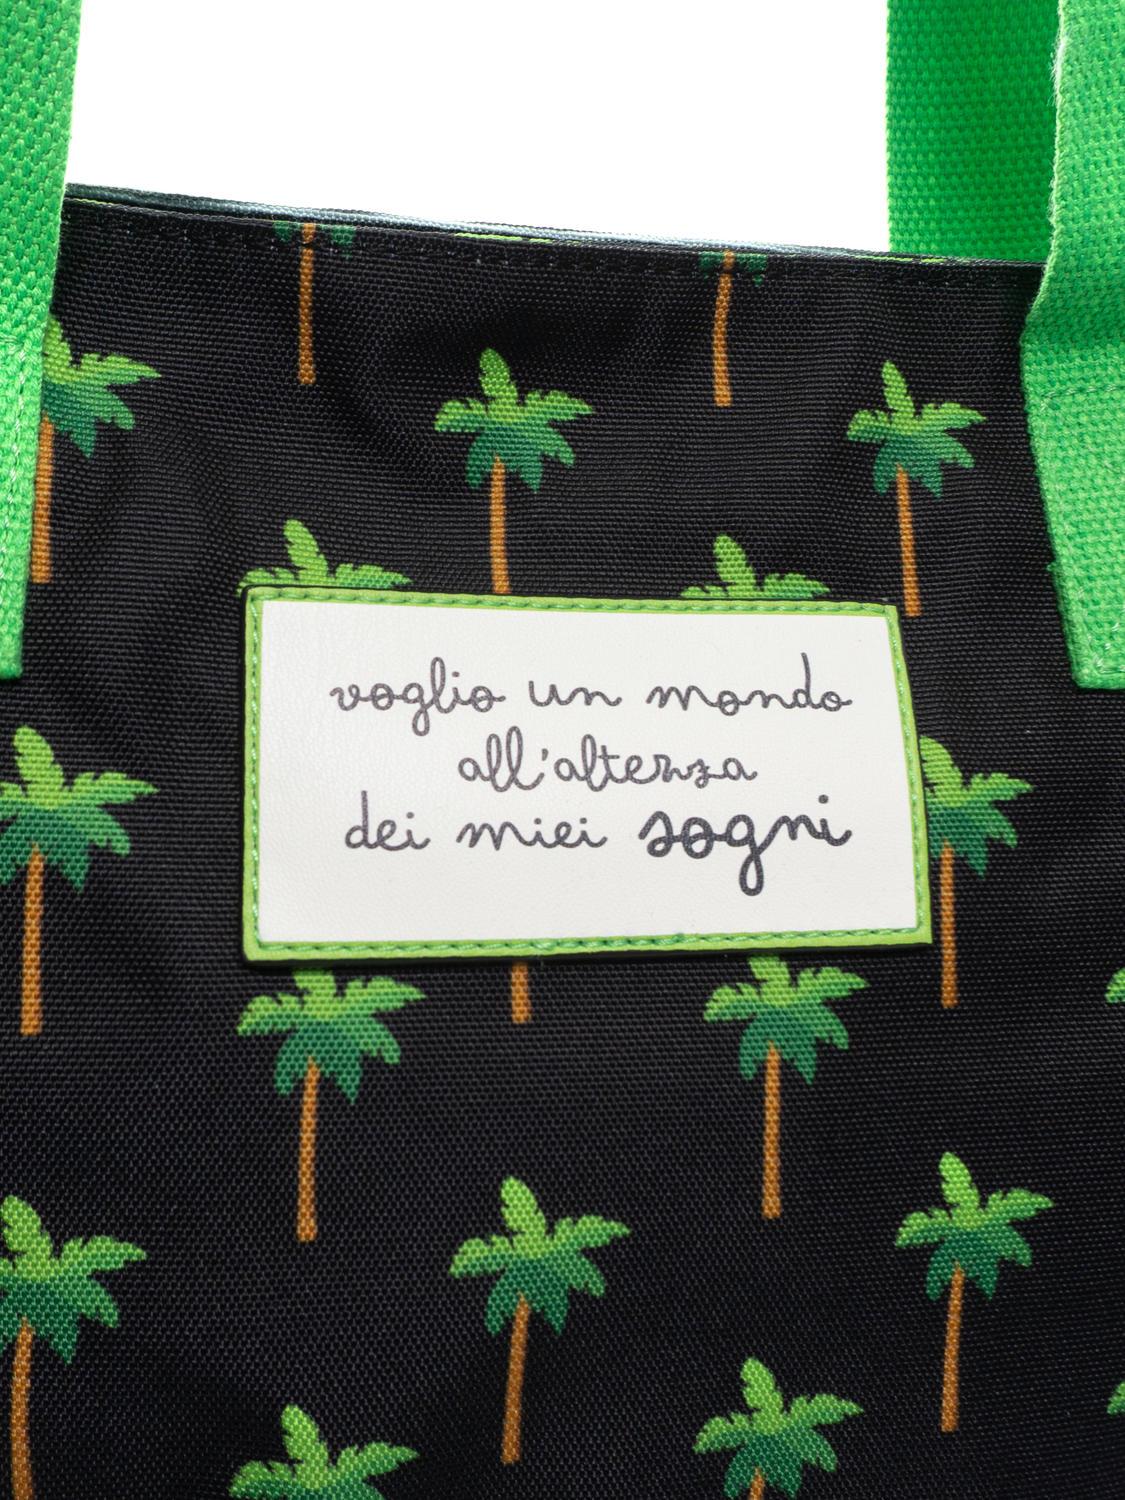 voglio un mondo
all'altezza
dei miei sogni